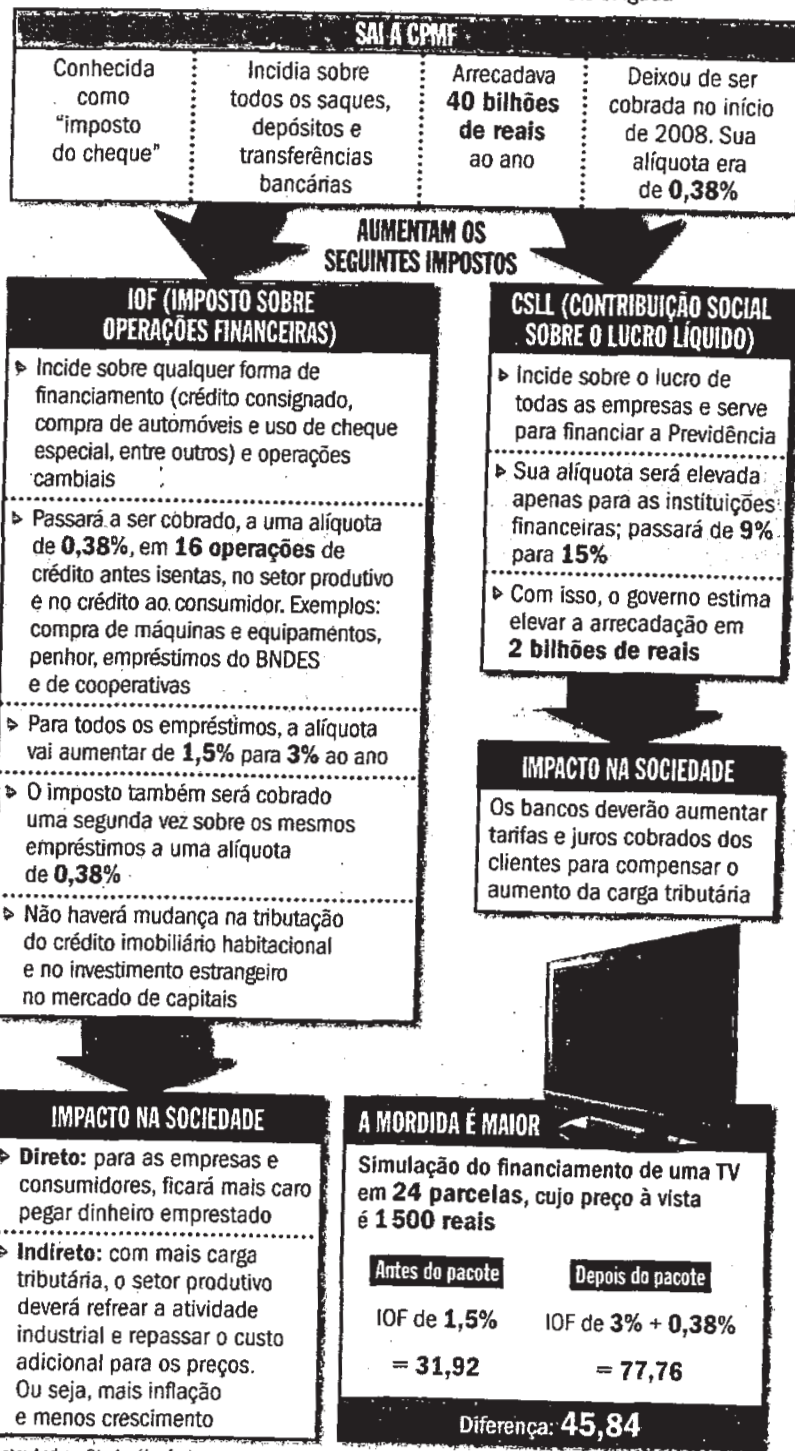 SAI A CPMF
Conhecida
como
"imposto
do cheque"
Incidia sobre
todos os saques,
depósitos e
transferências
bancárias
Arrecadava
40 bilhões
de reais
ao ano
Deixou de ser
cobrada no início
de 2008. Sua
alíquota era
de 0,38%
AUMENTAM OS
SEGUINTES IMPOSTOS
IOF (IMPOSTO SOBRE
OPERAÇÕES FINANCEIRAS)
Incide sobre qualquer forma de
financiamento (crédito consignado,
compra de automóveis e uso de cheque
especial, entre outros) e operações
cambiais
Passará a ser cobrado, a uma alíquota
de 0,38%, em 16 operações de
crédito antes isentas, no setor produtivo
e no crédito ao consumidor. Exemplos:
compra de máquinas e equipamentos,
penhor, empréstimos do BNDES
e de cooperativas
Para todos os empréstimos, a alíquota
vai aumentar de 1,5% para 3% ao ano
O imposto também será cobrado
uma segunda vez sobre os mesmos
empréstimos a uma alíquota
de 0,38%
Não haverá mudança na tributação
do crédito imobiliário habitacional
e no investimento estrangeiro
no mercado de capitais
IMPACTO NA SOCIEDADE
Direto: para as empresas e
consumidores, ficará mais caro
pegar dinheiro emprestado
Indireto: com mais carga
tributária, o setor produtivo
deverá refrear a atividade
industrial e repassar o custo
adicional para os preços.
Ou seja, mais inflação
e menos crescimento
CSLL (CONTRIBUIÇÃO SOCIAL
SOBRE O LUCRO LÍQUIDO)
Incide sobre o lucro de
todas as empresas e serve
para financiar a Previdência
Sua alíquota será elevada
apenas para as instituições
financeiras; passará de 9%
para 15%
Com isso, o governo estima
elevar a arrecadação em
2 bilhões de reais
IMPACTO NA SOCIEDADE
Os bancos deverão aumentar
tarifas e juros cobrados dos
clientes para compensar o
aumento da carga tributária
A MORDIDA É MAIOR
Simulação do financiamento de uma TV
em 24 parcelas, cujo preço à vista
é 1 500 reais
Antes do pacote
IOF de 1,5%
= 31,92
Depois do pacote
IOF de 3% + 0,38%
= 77,76
Diferença: 45,84